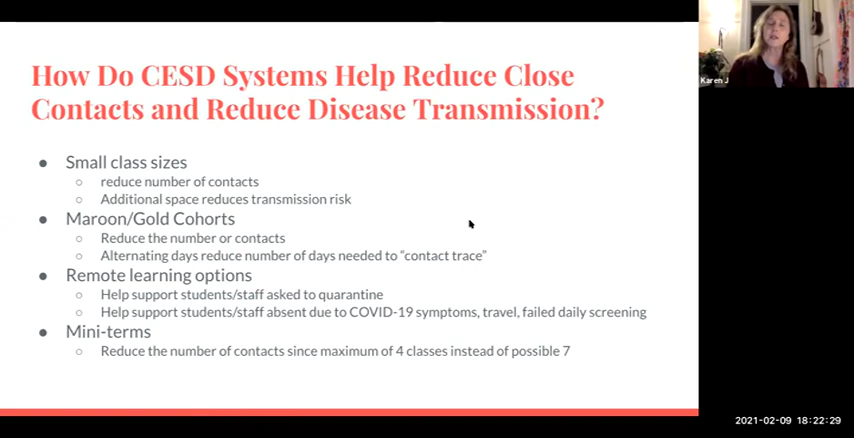 How Do CESD Systems Help Reduce Close
Contacts and Reduce Disease Transmission?
● Small class sizes
○ reduce number of contacts
○ Additional space reduces transmission risk
● Maroon/Gold Cohorts
○ Reduce the number or contacts
○ Alternating days reduce number of days needed to “contact trace”
● Remote learning options
○ Help support students/staff asked to quarantine
○ Help support students/staff absent due to COVID-19 symptoms, travel, failed daily screening
● Mini-terms
○ Reduce the number of contacts since maximum of 4 classes instead of possible 7
Karen J
2021-02-09 18:22:29